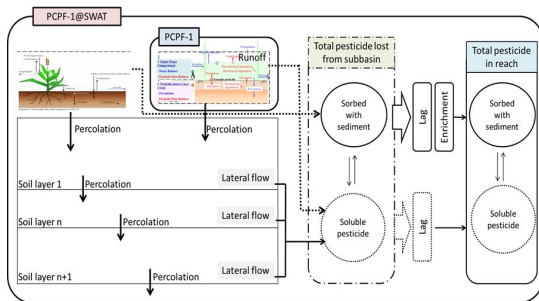 PCPF-1@SWAT
PCPF-1
Runoff
Total pesticide lost
from subbasin
Total pesticide
in reach
Percolation
Percolation
Sorbed
with
sediment
Lag
Enrichment
Sorbed
with
sediment
Soil layer 1
Percolation
Lateral flow
Soil layer n
Percolation
Lateral flow
Soluble
pesticide
Lag
Soluble
pesticide
Soil layer n+1
Percolation
Lateral flow